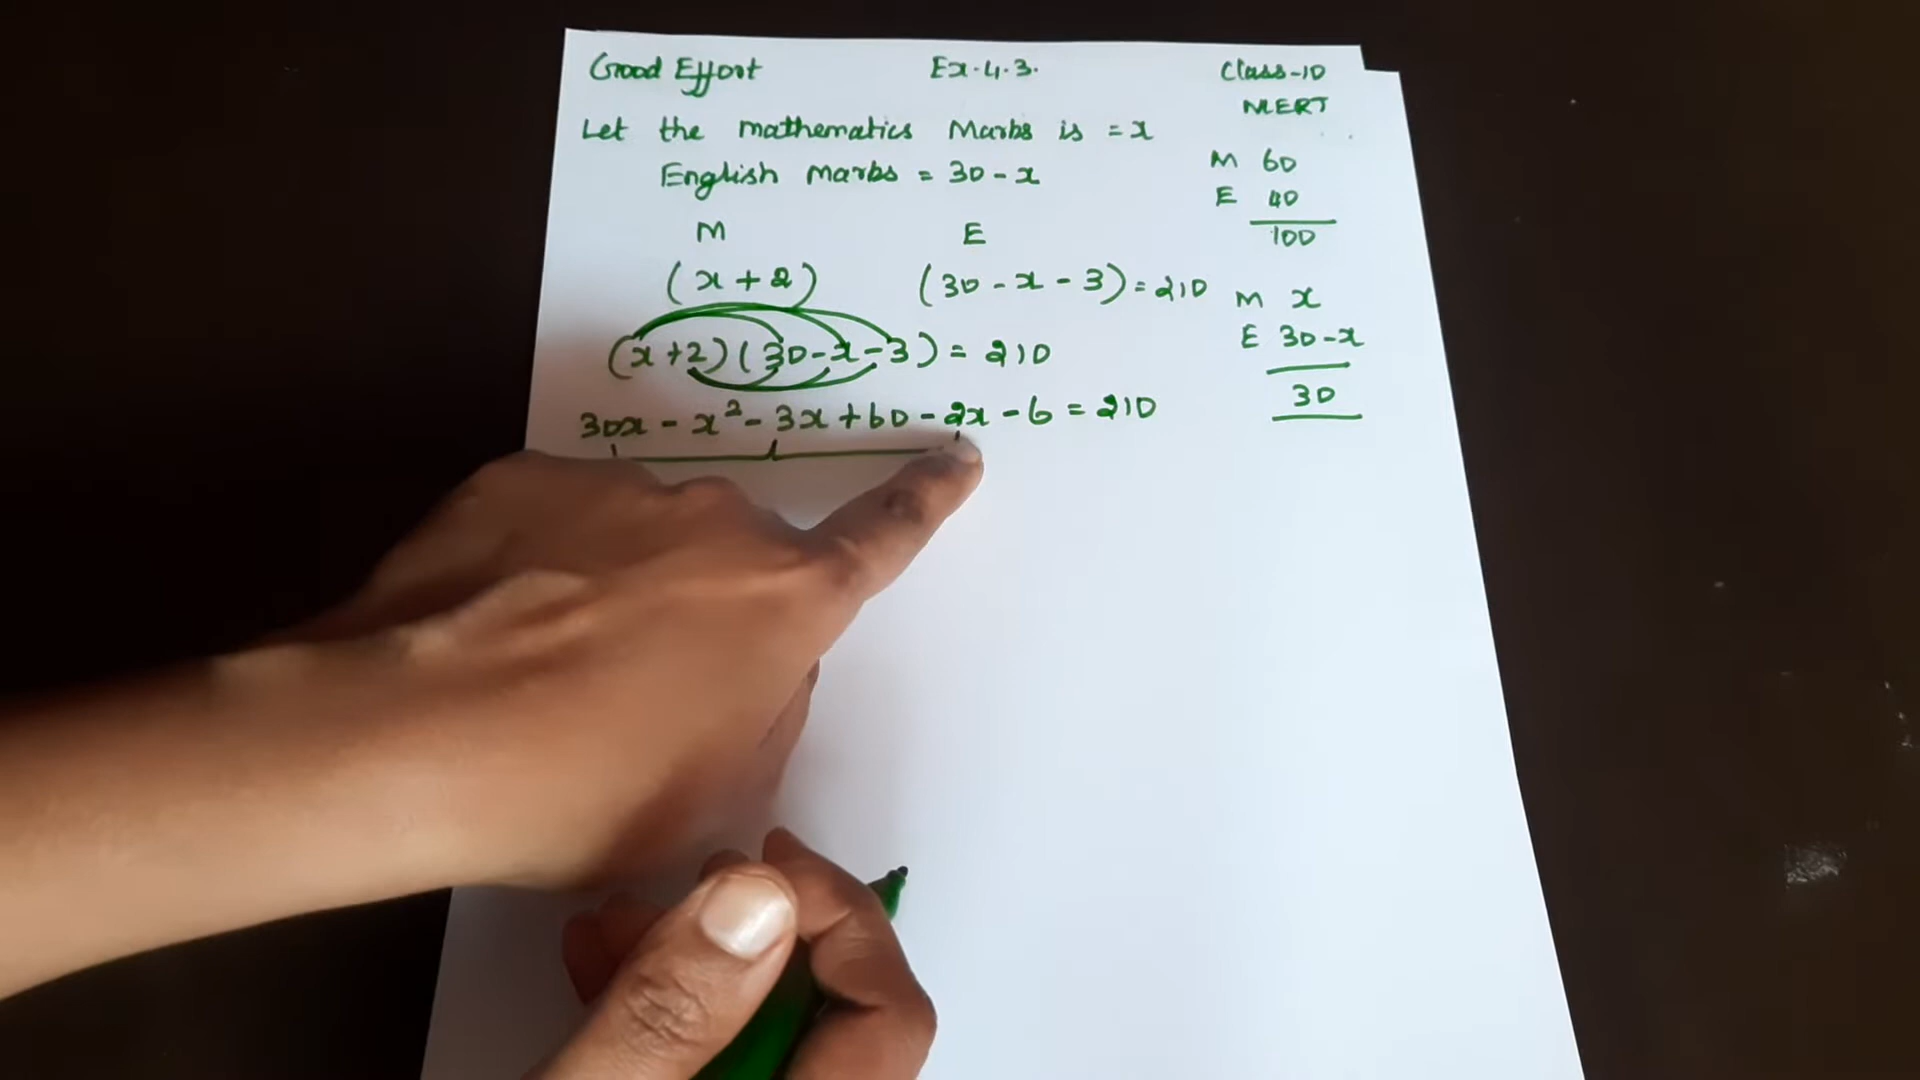 Good Effort Ex.4.3. Class-10
NCERT
Let the mathematics Marks is = x
English marks = 30 - x
M E
(x + 2) (30 - x - 3) = 210
(x+2)(30-x-3) = 210
30x - x² - 3x + 60 - 2x - 6 = 210
M 60
E 40
100
M x
E 30-x
30